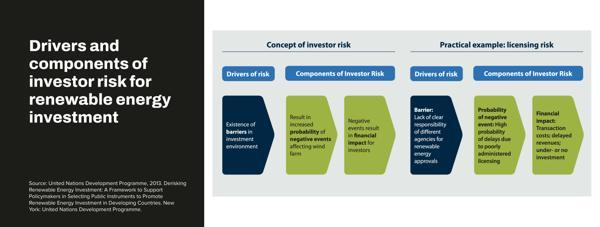 Drivers and
components of
investor risk for
renewable energy
investment
Source: United Nations Development Programme, 2013. Derisking
Renewable Energy Investment: A Framework to Support
Policymakers in Selecting Public Instruments to Promote
Renewable Energy Investment in Developing Countries. New
York: United Nations Development Programme.
Concept of investor risk
Drivers of risk
Components of Investor Risk
Existence of
barriers in
investment
environment
Result in
increased
probability of
negative events
affecting wind
farm
Negative
events result
in financial
impact for
investors
Practical example: licensing risk
Drivers of risk
Components of Investor Risk
Barrier:
Lack of clear
responsibility
of different
agencies for
renewable
energy
approvals
Probability
of negative
event: High
probability
of delays due
to poorly
administered
licensing
Financial
Impact:
Transaction
costs; delayed
revenues;
under- or no
investment